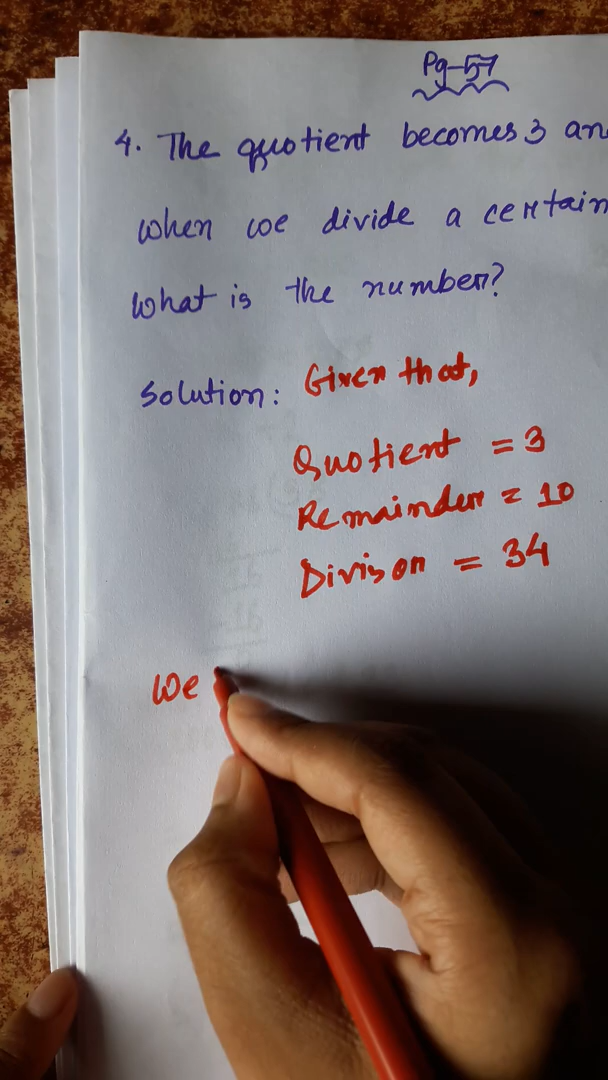 Pg-57
4. The quotient becomes 3 an
when we divide a certain
What is the number?
Solution: Given that,
Quotient = 3
Remainder = 10
Divison = 34
We